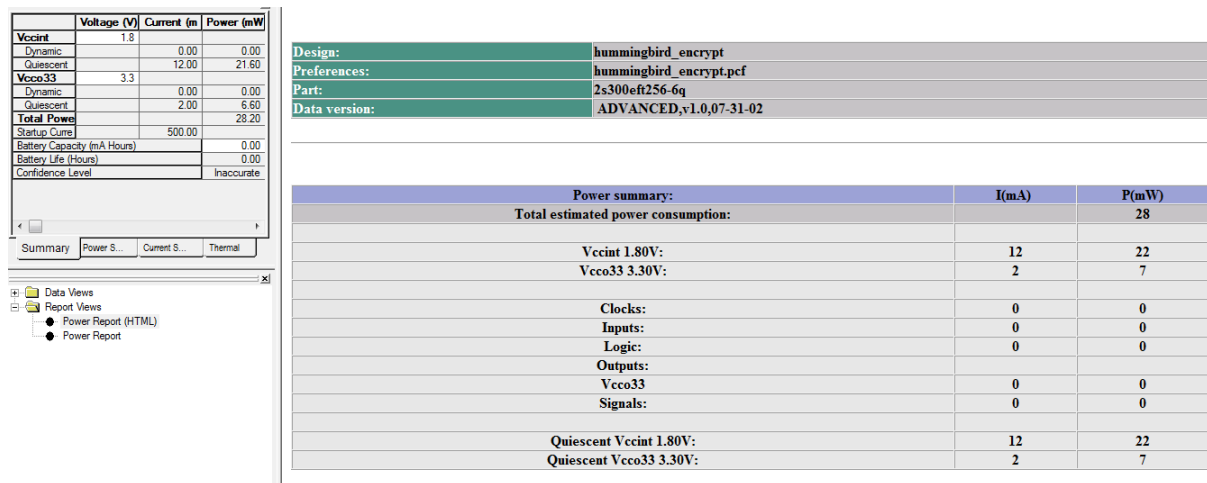 Voltage (V) Current (m Power (mW
Vccint 1.8
Dynamic 0.00 0.00
Quiescent 12.00 21.60
Vcco33 3.3
Dynamic 0.00 0.00
Quiescent 2.00 6.60
Total Powe 28.20
Startup Curre 500.00
Battery Capacity (mA Hours) 0.00
Battery Life (Hours) 0.00
Confidence Level Inaccurate
Summary Power S... Current S... Thermal
Data Views
Report Views
Power Report (HTML)
Power Report
Design: hummingbird_encrypt
Preferences: hummingbird_encrypt.pcf
Part: 2s300eft256-6q
Data version: ADVANCED,v1.0,07-31-02
Power summary: I(mA) P(mW)
Total estimated power consumption: 28
Vccint 1.80V: 12 22
Vcco33 3.30V: 2 7
Clocks: 0 0
Inputs: 0 0
Logic: 0 0
Outputs:
Vcco33 0 0
Signals: 0 0
Quiescent Vccint 1.80V: 12 22
Quiescent Vcco33 3.30V: 2 7